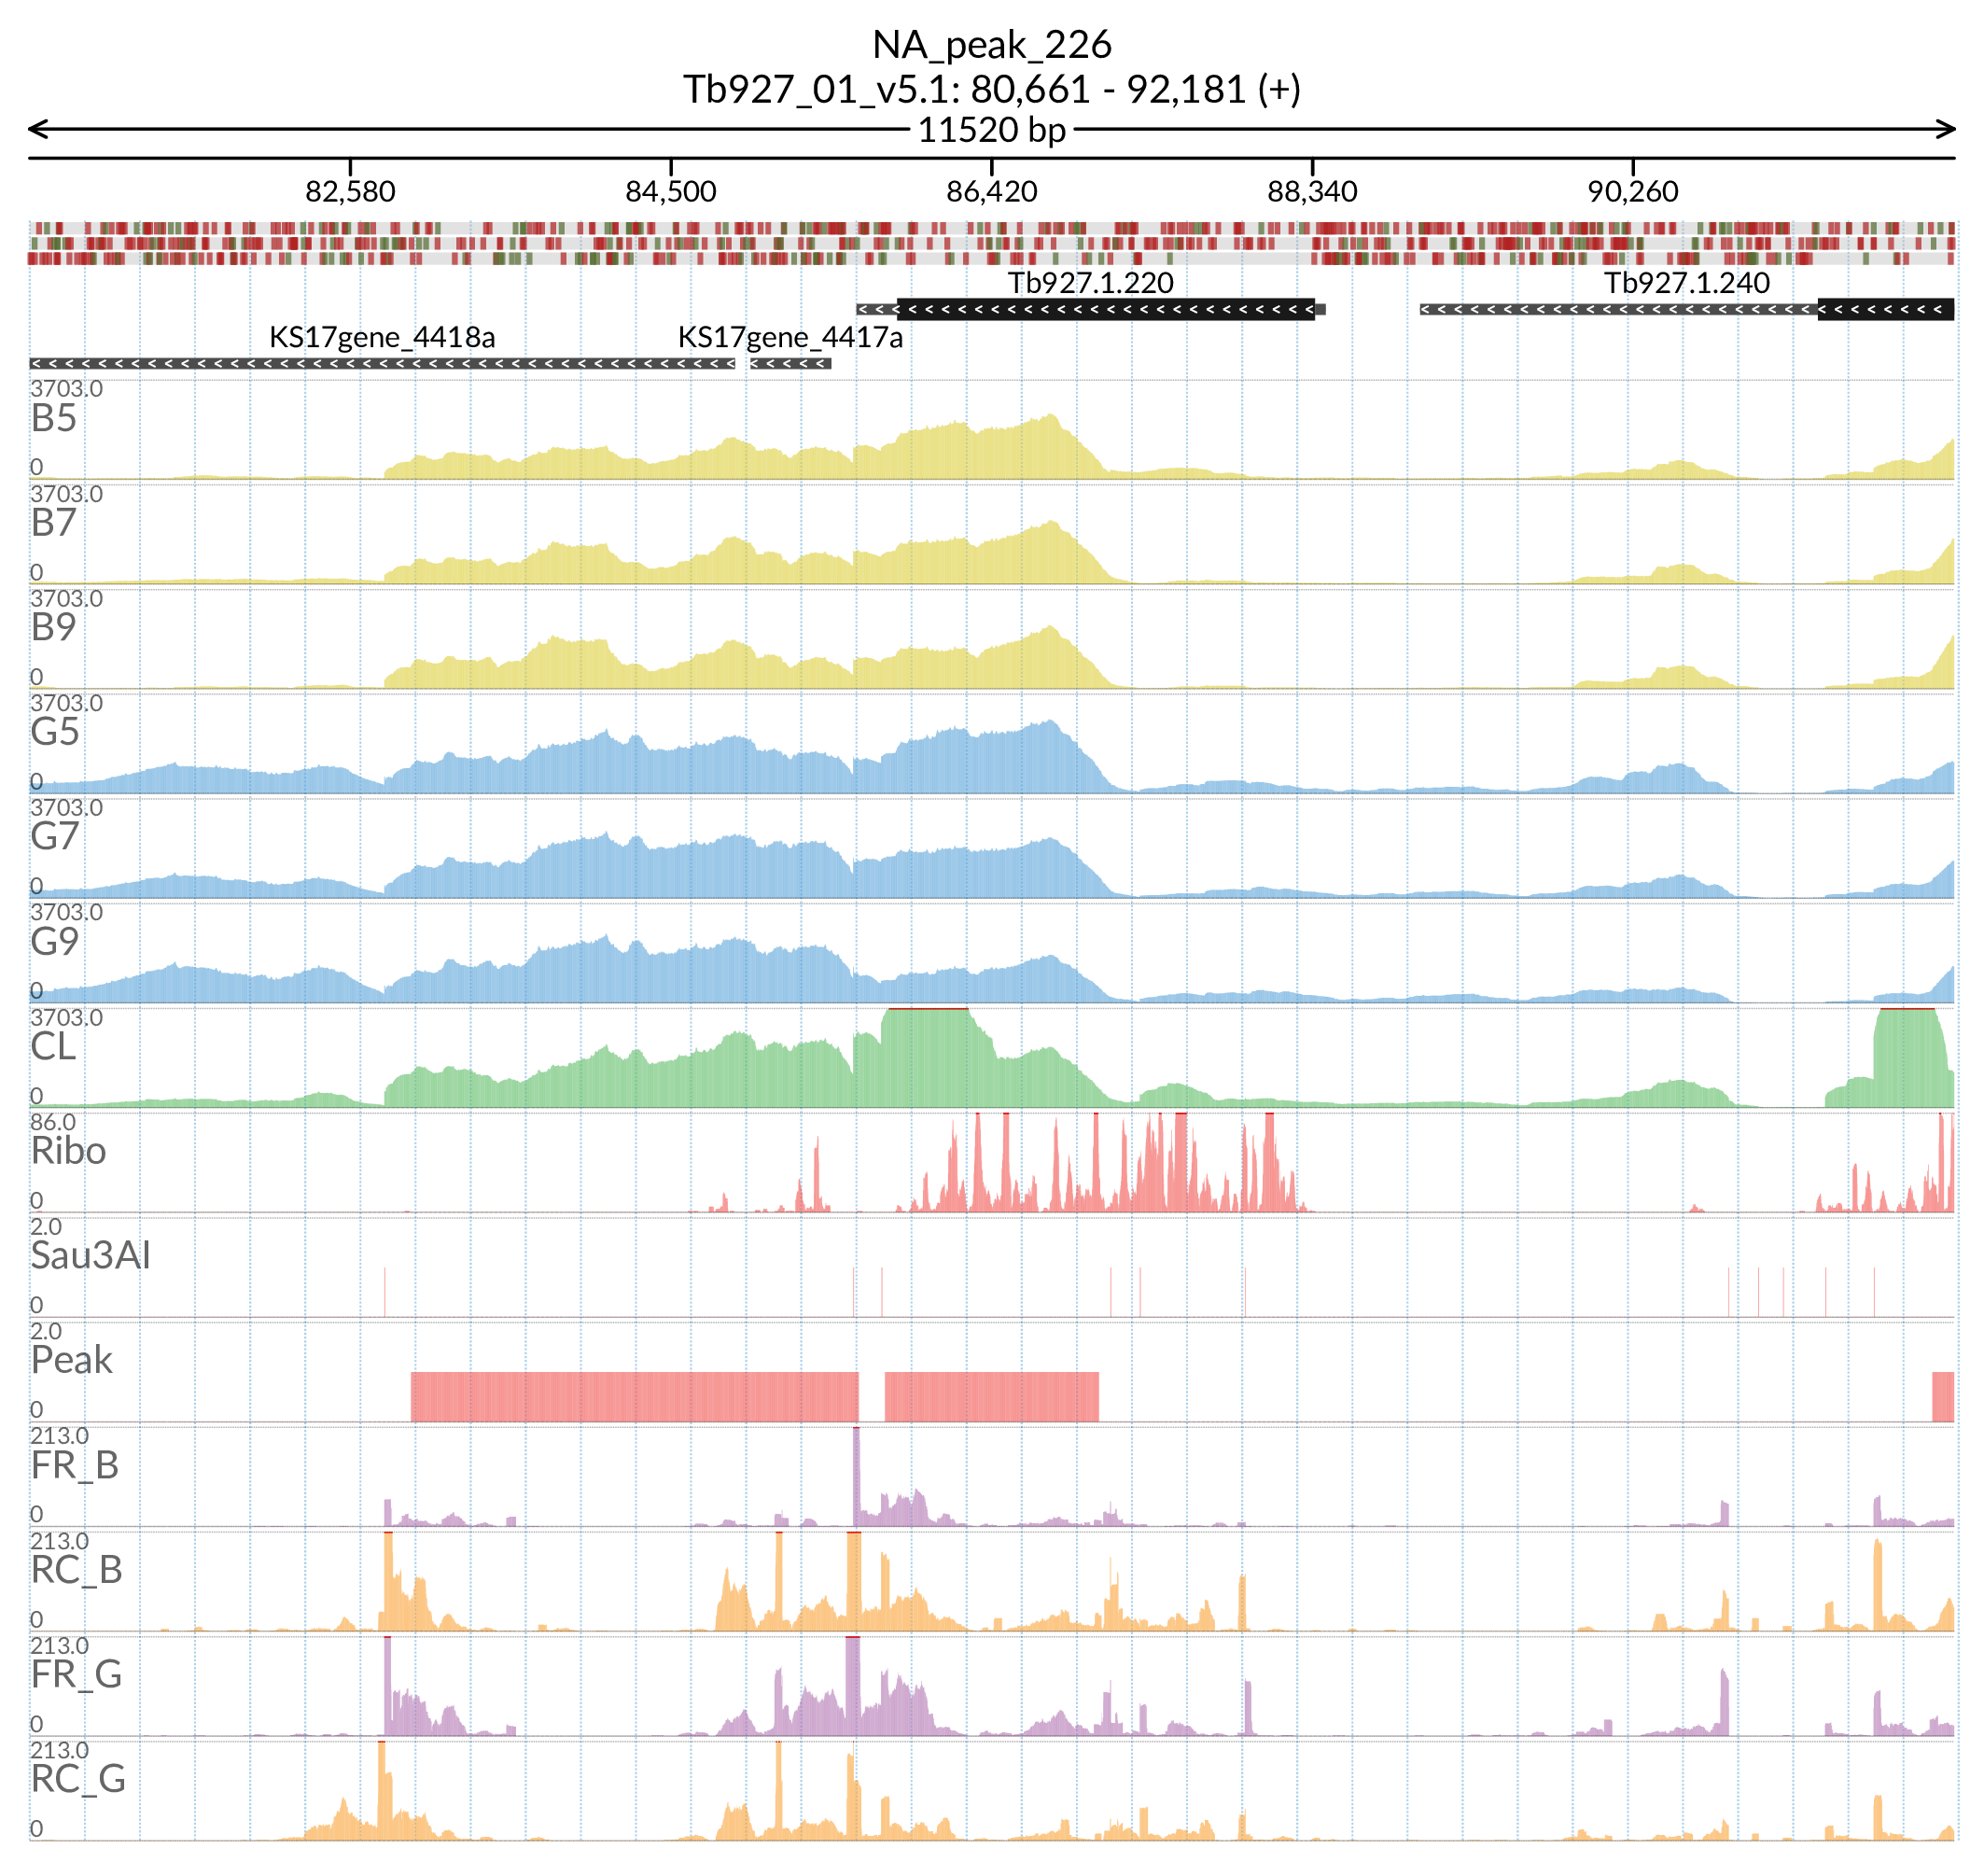 NA_peak_226
Tb927_01_v5.1: 80,661 - 92,181 (+)
11520 bp
82,580 84,500 86,420 88,340 90,260
Tb927.1.220 Tb927.1.240
KS17gene_4418a KS17gene_4417a
3703.0
B5
0
3703.0
B7
0
3703.0
B9
0
3703.0
G5
0
3703.0
G7
0
3703.0
G9
0
3703.0
CL
0
86.0
Ribo
0
2.0
Sau3AI
0
2.0
Peak
0
213.0
FR_B
0
213.0
RC_B
0
213.0
FR_G
0
213.0
RC_G
0